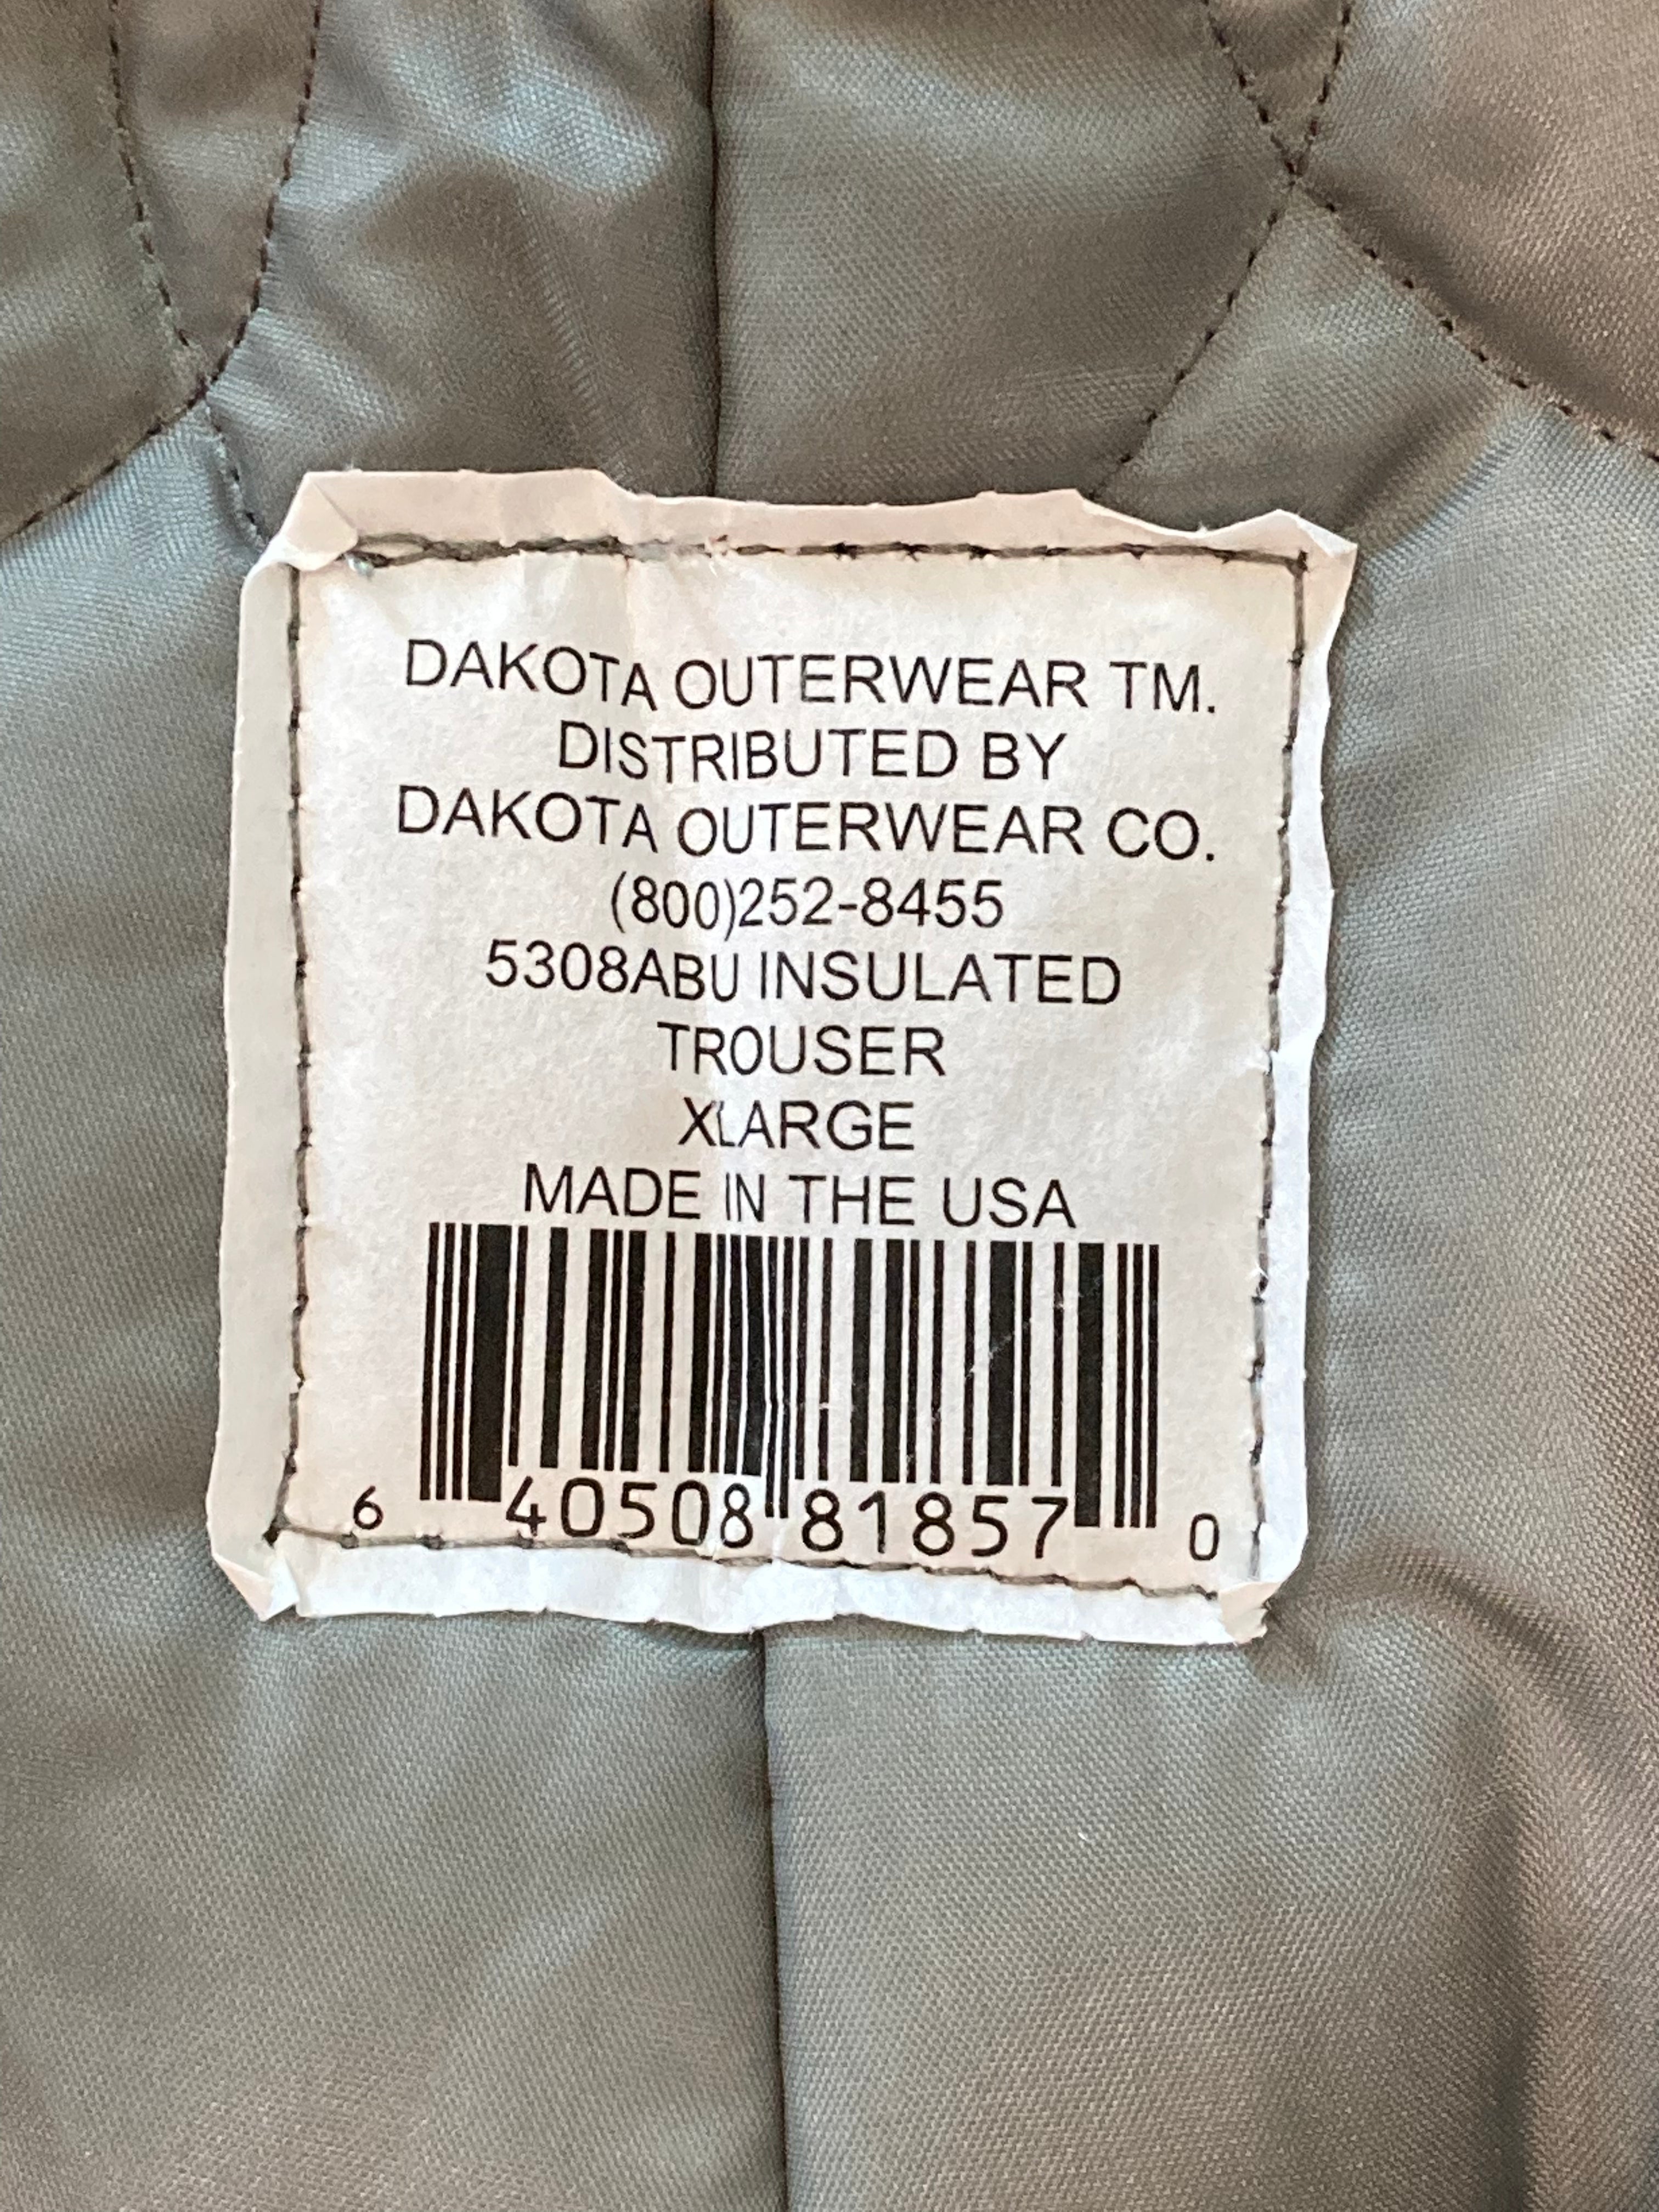 DAKOTA OUTERWEAR TM.
DISTRIBUTED BY
DAKOTA OUTERWEAR CO.
(800)252-8455
5308ABU INSULATED
TROUSER
XLARGE
MADE IN THE USA
6 40508 81857 0